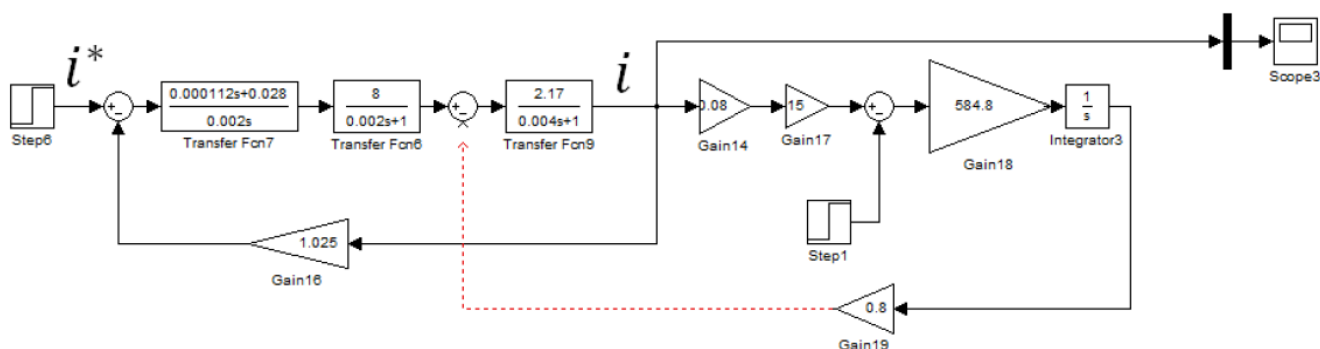 i*
Step6
0.000112s+0.028
0.002s
Transfer Fcn7
8
0.002s+1
Transfer Fcn6
2.17
0.004s+1
Transfer Fcn9
i
0.08
Gain14
15
Gain17
584.8
Gain18
1
s
Integrator3
Scope3
1.025
Gain16
Step1
0.8
Gain19